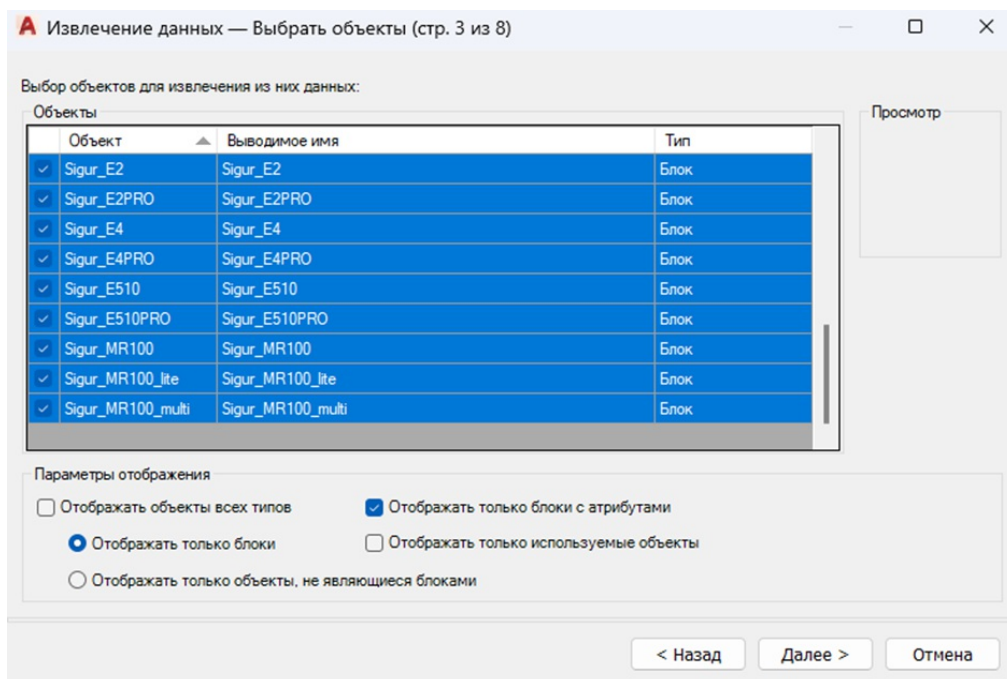 Извлечение данных — Выбрать объекты (стр. 3 из 8)
Выбор объектов для извлечения из них данных:
Объекты
Просмотр
Объект Выводимое имя Тип
Sigur_E2 Sigur_E2 Блок
Sigur_E2PRO Sigur_E2PRO Блок
Sigur_E4 Sigur_E4 Блок
Sigur_E4PRO Sigur_E4PRO Блок
Sigur_E510 Sigur_E510 Блок
Sigur_E510PRO Sigur_E510PRO Блок
Sigur_MR100 Sigur_MR100 Блок
Sigur_MR100_lite Sigur_MR100_lite Блок
Sigur_MR100_multi Sigur_MR100_multi Блок
Параметры отображения
Отображать объекты всех типов Отображать только блоки с атрибутами
Отображать только блоки Отображать только используемые объекты
Отображать только объекты, не являющиеся блоками
< Назад Далее > Отмена